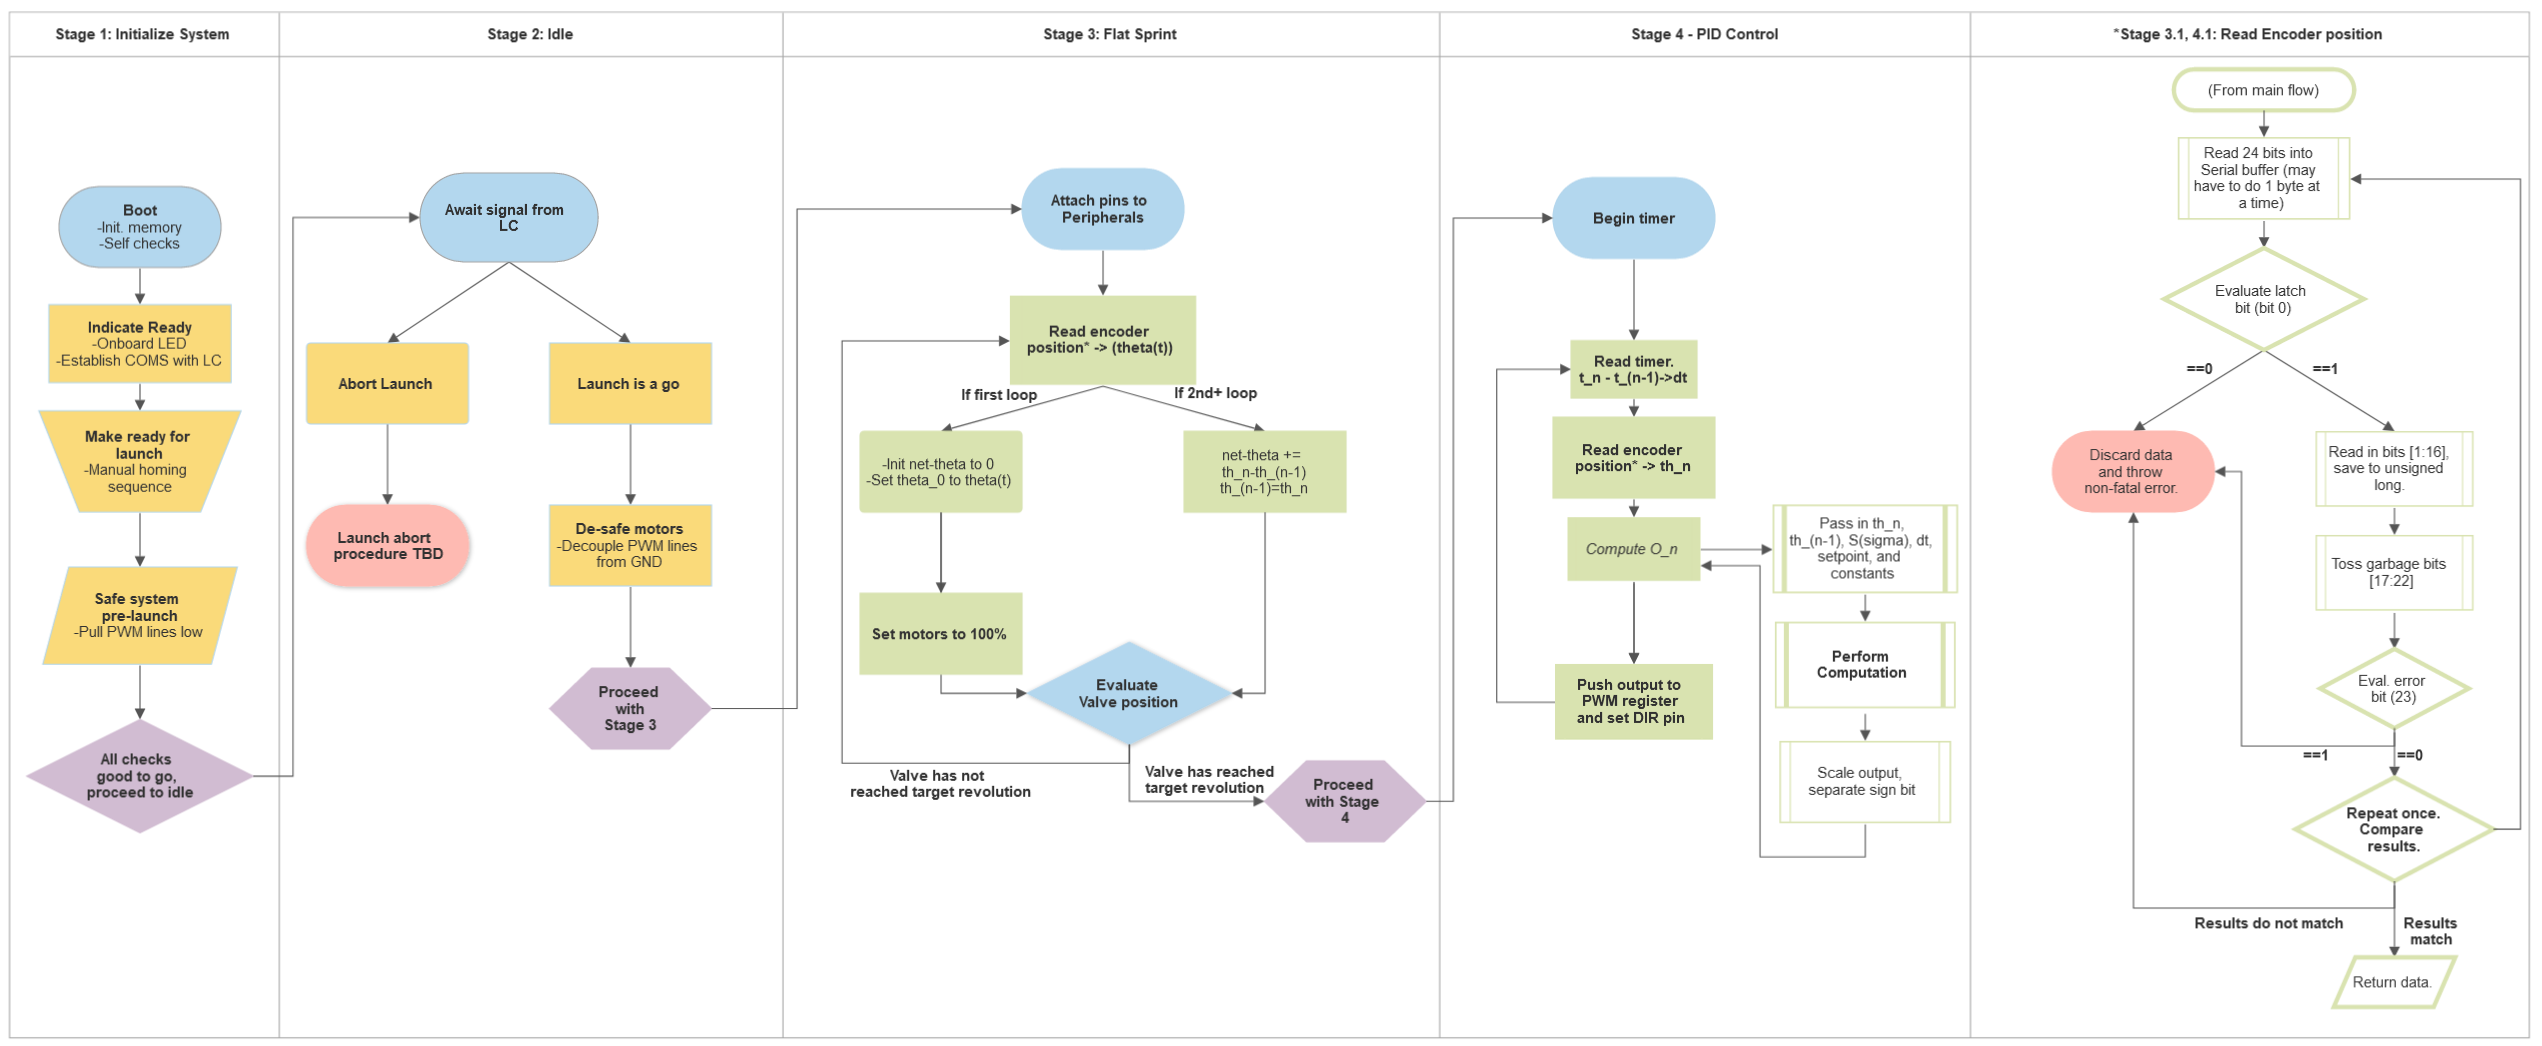 Stage 1: Initialize System
Boot
-Init. memory
-Self checks
Indicate Ready
-Onboard LED
-Establish COMS with LC
Make ready for
launch
-Manual homing
sequence
Safe system
pre-launch
-Pull PWM lines low
All checks
good to go,
proceed to idle
Stage 2: Idle
Await signal from
LC
Abort Launch
Launch abort
procedure TBD
Launch is a go
De-safe motors
-Decouple PWM lines
from GND
Proceed
with
Stage 3
Stage 3: Flat Sprint
Attach pins to
Peripherals
Read encoder
position* -> (theta(t))
If first loop
If 2nd+ loop
-Init net-theta to 0
-Set theta_0 to theta(t)
net-theta +=
th_n-th_(n-1)
th_(n-1)=th_n
Set motors to 100%
Evaluate
Valve position
Valve has not
reached target revolution
Valve has reached
target revolution
Proceed
with Stage
4
Stage 4 - PID Control
Begin timer
Read timer.
t_n - t_(n-1)->dt
Read encoder
position* -> th_n
Compute O_n
Push output to
PWM register
and set DIR pin
Pass in th_n,
th_(n-1), S(sigma), dt,
setpoint, and
constants
Perform
Computation
Scale output,
separate sign bit
*Stage 3.1, 4.1: Read Encoder position
(From main flow)
Read 24 bits into
Serial buffer (may
have to do 1 byte at
a time)
Evaluate latch
bit (bit 0)
==0
==1
Discard data
and throw
non-fatal error.
Read in bits [1:16],
save to unsigned
long.
Toss garbage bits
[17:22]
Eval. error
bit (23)
==1
==0
Repeat once.
Compare
results.
Results do not match
Results
match
Return data.